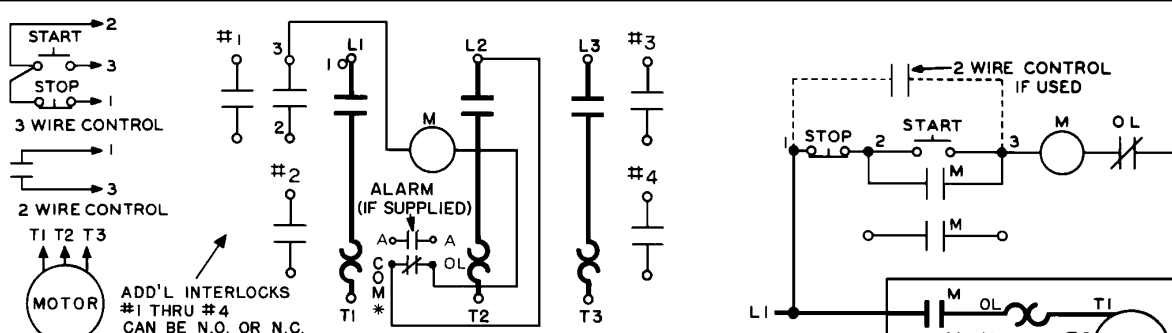 2
START
3
STOP
1
3 WIRE CONTROL
1
3
2 WIRE CONTROL
T1 T2 T3
MOTOR
ADD'L INTERLOCKS
#1 THRU #4
CAN BE N.O. OR N.C.
#1
3
2
#2
L1
1
L2
L3
M
ALARM
(IF SUPPLIED)
A
A
COM
*
OL
T1
T2
T3
#3
#4
2 WIRE CONTROL
IF USED
1
STOP
2
START
3
M
OL
M
M
L1
M
OL
T1